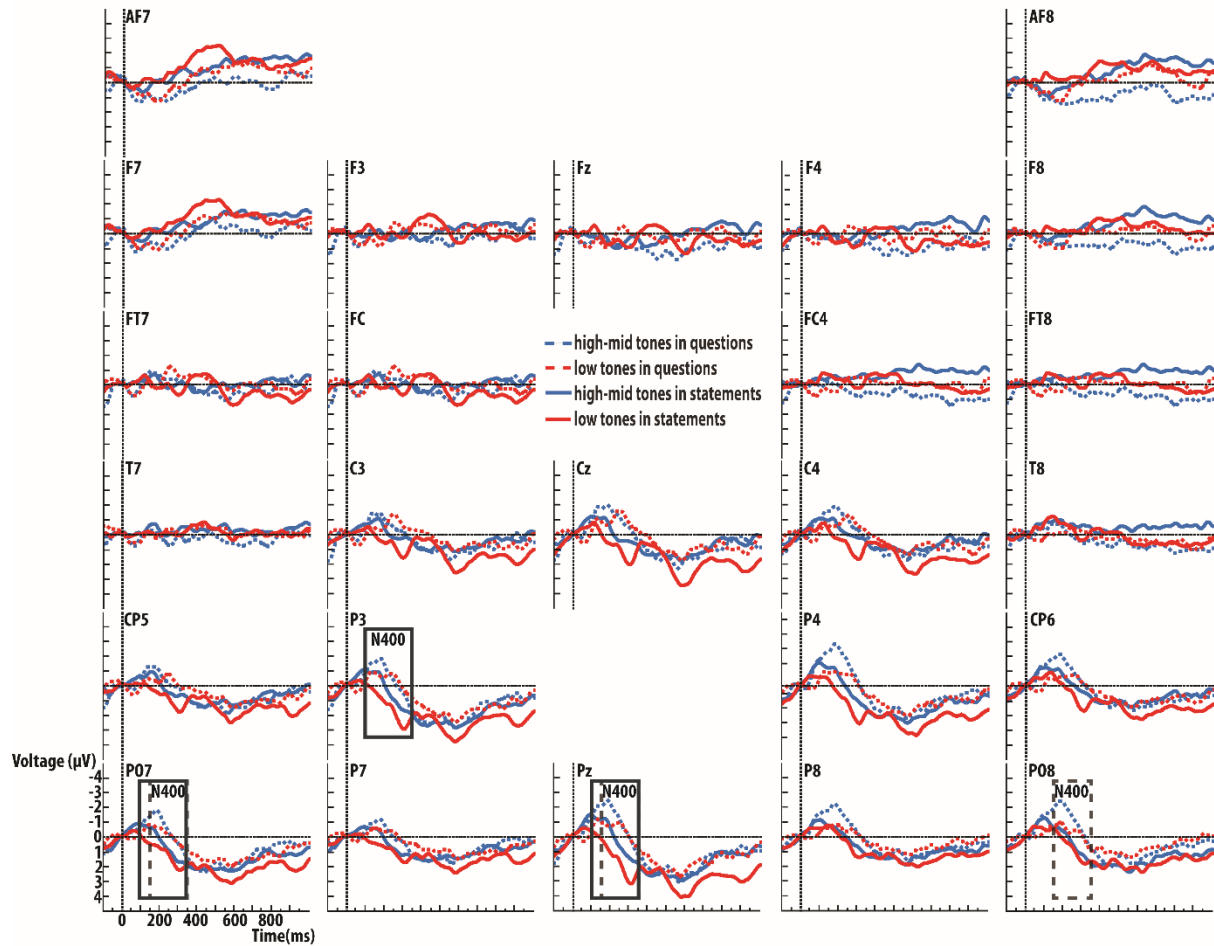 AF7
AF8
F7
F3
Fz
F4
F8
FT7
FC
FC4
FT8
high-mid tones in questions
low tones in questions
high-mid tones in statements
low tones in statements
T7
C3
Cz
C4
T8
CP5
P3
P4
CP6
N400
Voltage (µV)
PO7
P7
Pz
P8
PO8
N400
N400
N400
-4
-3
-2
-1
0
1
2
3
4
0 200 400 600 800
Time(ms)